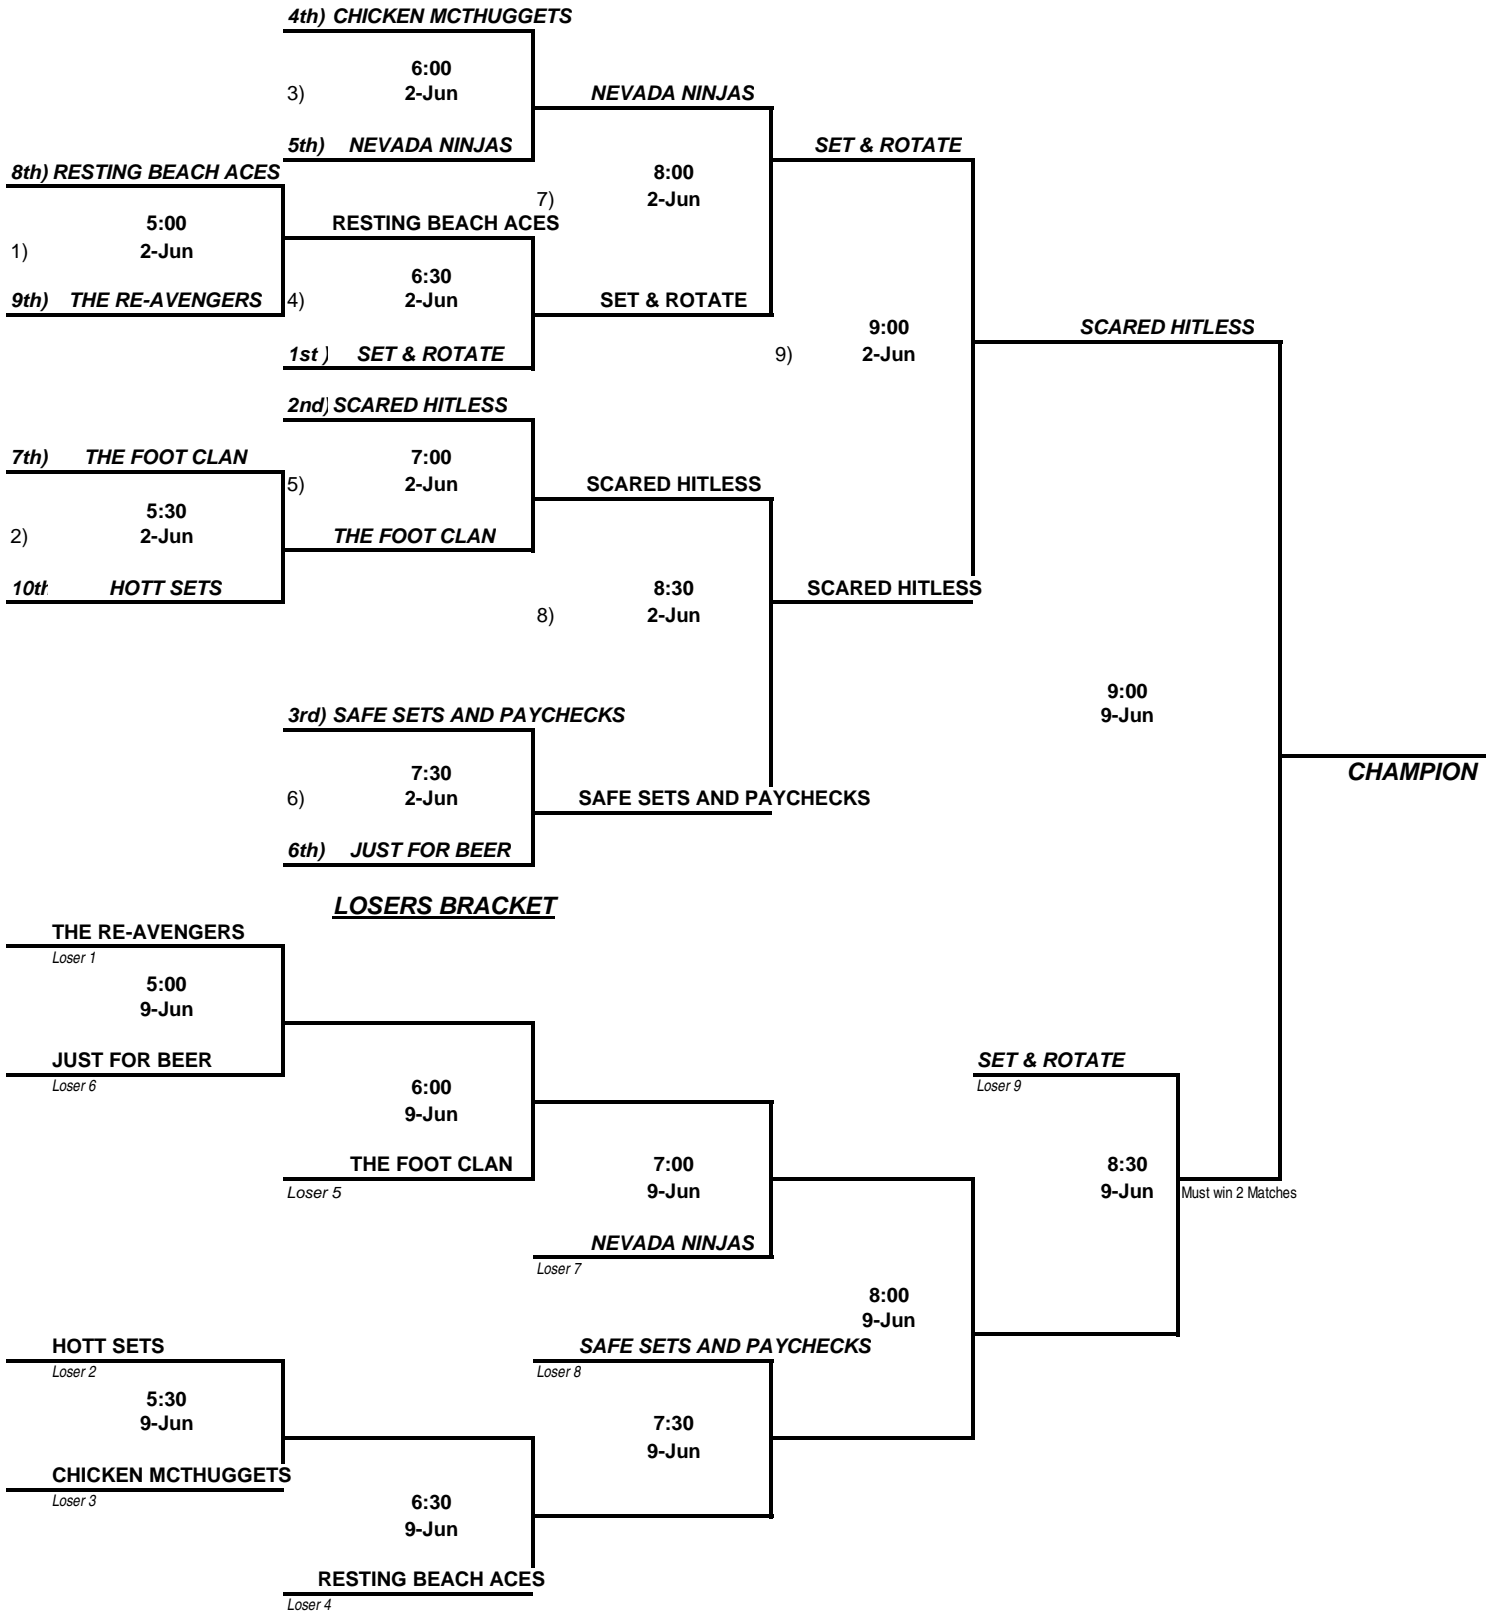 4th) CHICKEN MCTHUGGETS
6:00
3) 2-Jun
NEVADA NINJAS
5th) NEVADA NINJAS
SET & ROTATE
8th) RESTING BEACH ACES
8:00
7) 2-Jun
5:00
RESTING BEACH ACES
1) 2-Jun
6:30
9th) THE RE-AVENGERS
4) 2-Jun
SET & ROTATE
9:00
SCARED HITLESS
1st ) SET & ROTATE
9) 2-Jun
2nd) SCARED HITLESS
7th) THE FOOT CLAN
7:00
5) 2-Jun
SCARED HITLESS
5:30
2) 2-Jun
THE FOOT CLAN
10th HOTT SETS
8:30
SCARED HITLESS
8) 2-Jun
9:00
9-Jun
3rd) SAFE SETS AND PAYCHECKS
7:30
CHAMPION
6) 2-Jun
SAFE SETS AND PAYCHECKS
6th) JUST FOR BEER
LOSERS BRACKET
THE RE-AVENGERS
Loser 1
5:00
9-Jun
JUST FOR BEER
Loser 6
SET & ROTATE
Loser 9
6:00
9-Jun
THE FOOT CLAN
Loser 5
7:00
9-Jun
8:30
9-Jun
Must win 2 Matches
NEVADA NINJAS
Loser 7
8:00
9-Jun
HOTT SETS
Loser 2
SAFE SETS AND PAYCHECKS
Loser 8
5:30
9-Jun
7:30
9-Jun
CHICKEN MCTHUGGETS
Loser 3
6:30
9-Jun
RESTING BEACH ACES
Loser 4